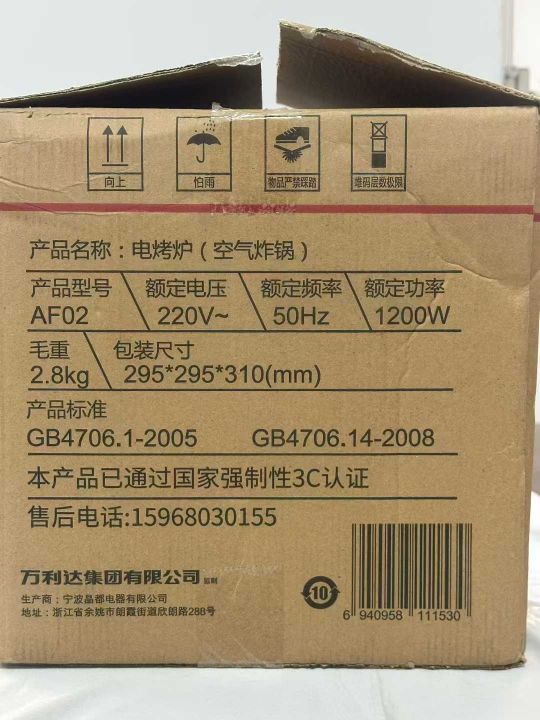 向上 怕雨 物品严禁踩踏 堆码层数极限
产品名称：电烤炉（空气炸锅）
产品型号 额定电压 额定频率 额定功率
AF02 220V~ 50Hz 1200W
毛重 包装尺寸
2.8kg 295*295*310(mm)
产品标准
GB4706.1-2005 GB4706.14-2008
本产品已通过国家强制性3C认证
售后电话:15968030155
万利达集团有限公司 监制
生产商：宁波晶都电器有限公司
地址：浙江省余姚市朗霞街道欣朗路288号
10
6 940958 111530